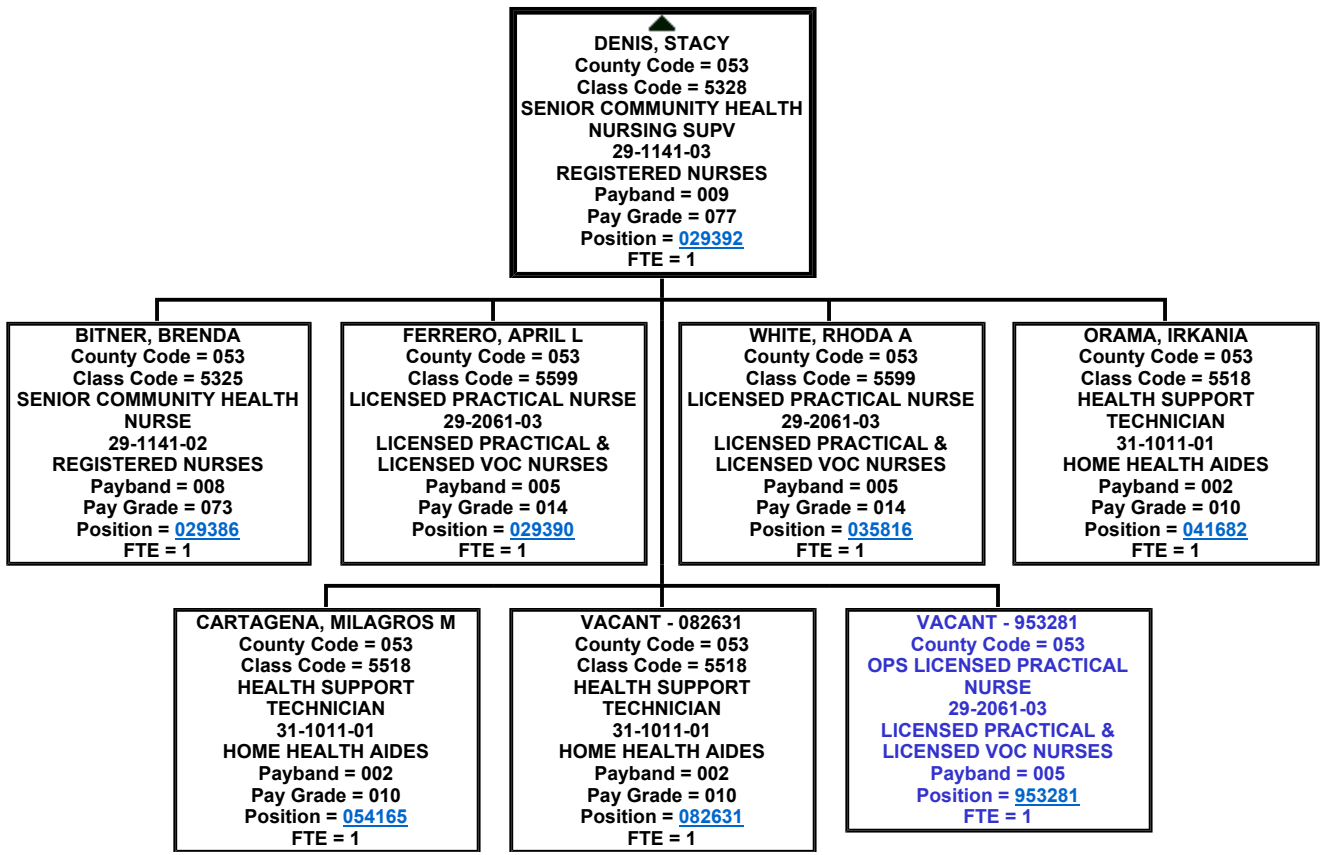 DENIS, STACY
County Code = 053
Class Code = 5328
SENIOR COMMUNITY HEALTH
NURSING SUPV
29-1141-03
REGISTERED NURSES
Payband = 009
Pay Grade = 077
Position = 029392
FTE = 1
BITNER, BRENDA
County Code = 053
Class Code = 5325
SENIOR COMMUNITY HEALTH
NURSE
29-1141-02
REGISTERED NURSES
Payband = 008
Pay Grade = 073
Position = 029386
FTE = 1
FERRERO, APRIL L
County Code = 053
Class Code = 5599
LICENSED PRACTICAL NURSE
29-2061-03
LICENSED PRACTICAL &
LICENSED VOC NURSES
Payband = 005
Pay Grade = 014
Position = 029390
FTE = 1
WHITE, RHODA A
County Code = 053
Class Code = 5599
LICENSED PRACTICAL NURSE
29-2061-03
LICENSED PRACTICAL &
LICENSED VOC NURSES
Payband = 005
Pay Grade = 014
Position = 035816
FTE = 1
ORAMA, IRKANIA
County Code = 053
Class Code = 5518
HEALTH SUPPORT
TECHNICIAN
31-1011-01
HOME HEALTH AIDES
Payband = 002
Pay Grade = 010
Position = 041682
FTE = 1
CARTAGENA, MILAGROS M
County Code = 053
Class Code = 5518
HEALTH SUPPORT
TECHNICIAN
31-1011-01
HOME HEALTH AIDES
Payband = 002
Pay Grade = 010
Position = 054165
FTE = 1
VACANT - 082631
County Code = 053
Class Code = 5518
HEALTH SUPPORT
TECHNICIAN
31-1011-01
HOME HEALTH AIDES
Payband = 002
Pay Grade = 010
Position = 082631
FTE = 1
VACANT - 953281
County Code = 053
OPS LICENSED PRACTICAL
NURSE
29-2061-03
LICENSED PRACTICAL &
LICENSED VOC NURSES
Payband = 005
Position = 953281
FTE = 1